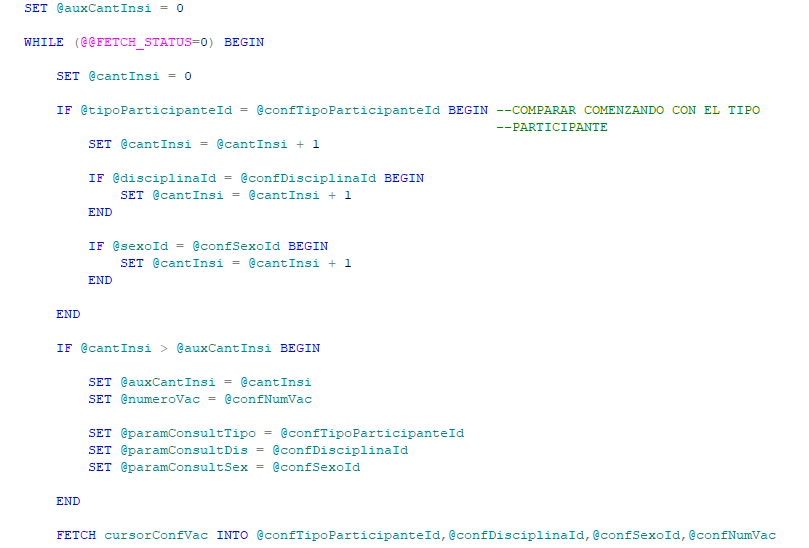 SET @auxCantInsi = 0
WHILE (@@FETCH_STATUS=0) BEGIN
SET @cantInsi = 0
IF @tipoParticipanteId = @confTipoParticipanteId BEGIN --COMPARAR COMENZANDO CON EL TIPO
--PARTICIPANTE
SET @cantInsi = @cantInsi + 1
IF @disciplinaId = @confDisciplinaId BEGIN
SET @cantInsi = @cantInsi + 1
END
IF @sexoId = @confSexoId BEGIN
SET @cantInsi = @cantInsi + 1
END
END
IF @cantInsi > @auxCantInsi BEGIN
SET @auxCantInsi = @cantInsi
SET @numeroVac = @confNumVac
SET @paramConsultTipo = @confTipoParticipanteId
SET @paramConsultDis = @confDisciplinaId
SET @paramConsultSex = @confSexoId
END
FETCH cursorConfVac INTO @confTipoParticipanteId,@confDisciplinaId,@confSexoId,@confNumVac